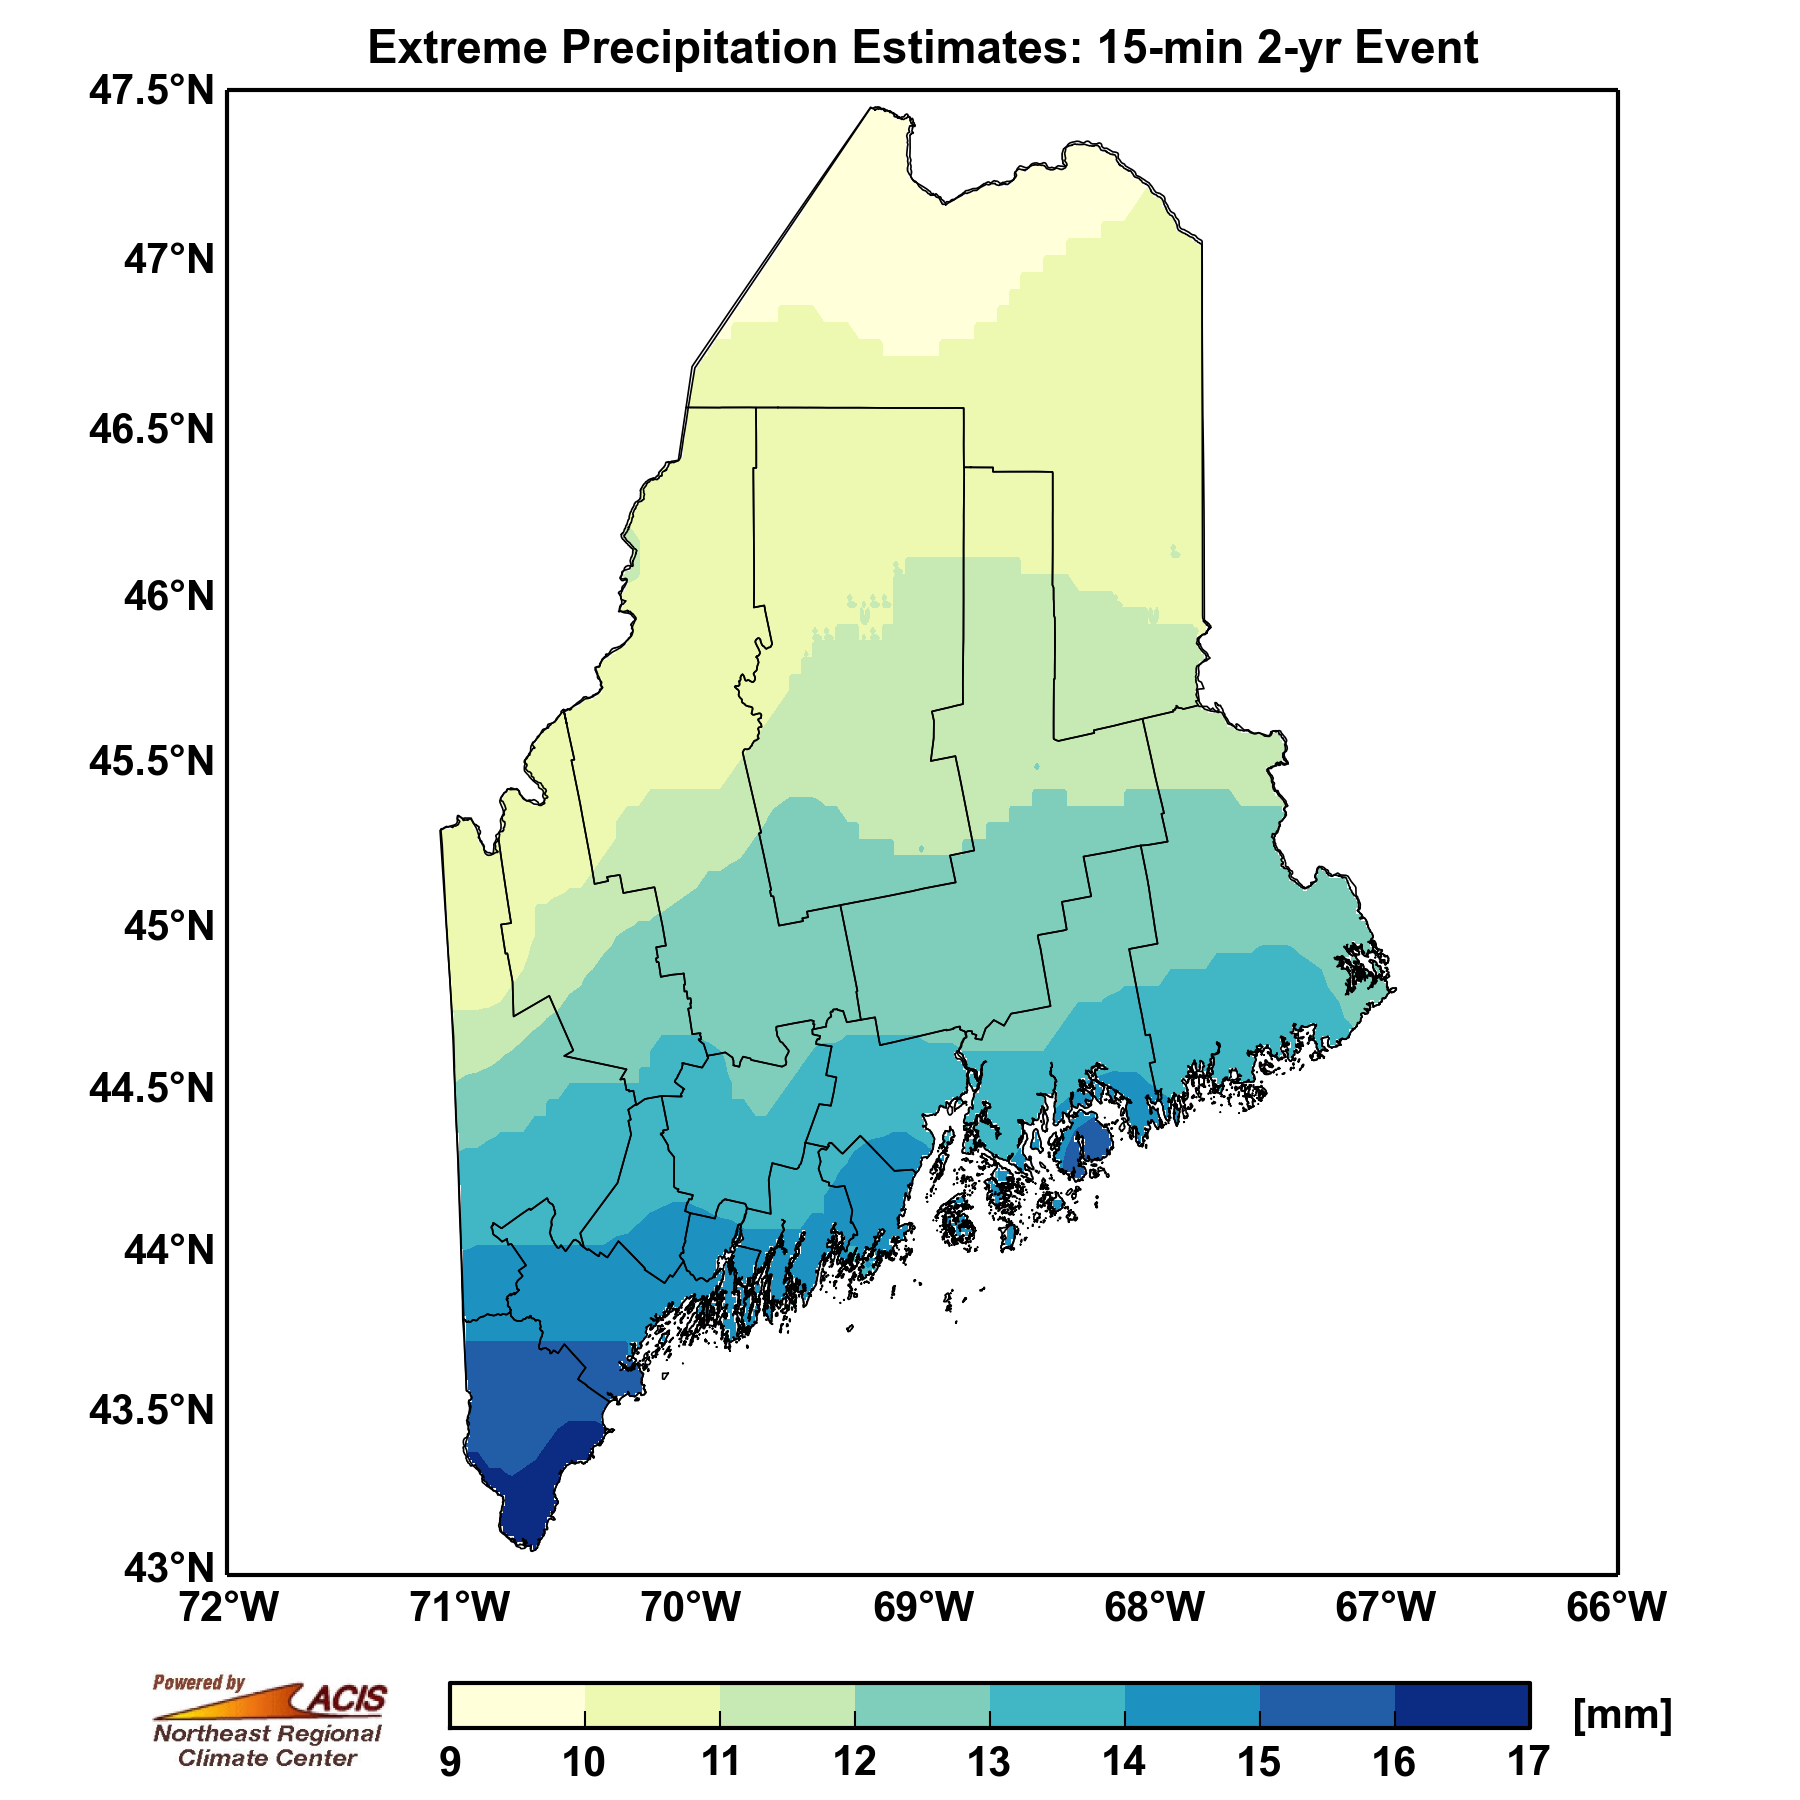 Extreme Precipitation Estimates: 15-min 2-yr Event
47.5°N
47°N
46.5°N
46°N
45.5°N
45°N
44.5°N
44°N
43.5°N
43°N
72°W 71°W 70°W 69°W 68°W 67°W 66°W
Powered by
ACIS
Northeast Regional
Climate Center
[mm]
9 10 11 12 13 14 15 16 17